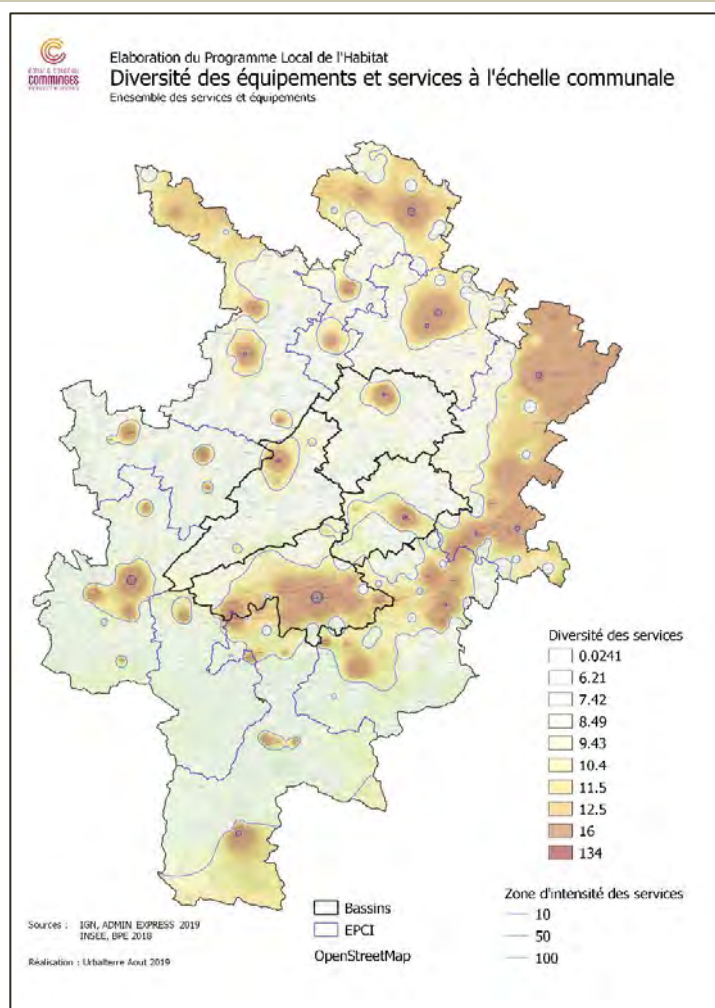 COMMINGES
Elaboration du Programme Local de l'Habitat
Diversité des équipements et services à l'échelle communale
Enesemble des services et équipements
Diversité des services
0.0241
6.21
7.42
8.49
9.43
10.4
11.5
12.5
16
134
Zone d'intensité des services
10
50
100
Bassins
EPCI
OpenStreetMap
Sources : IGN, ADMIN EXPRESS 2019
INSEE, BPE 2018
Réalisation : Urbalterre Aout 2019